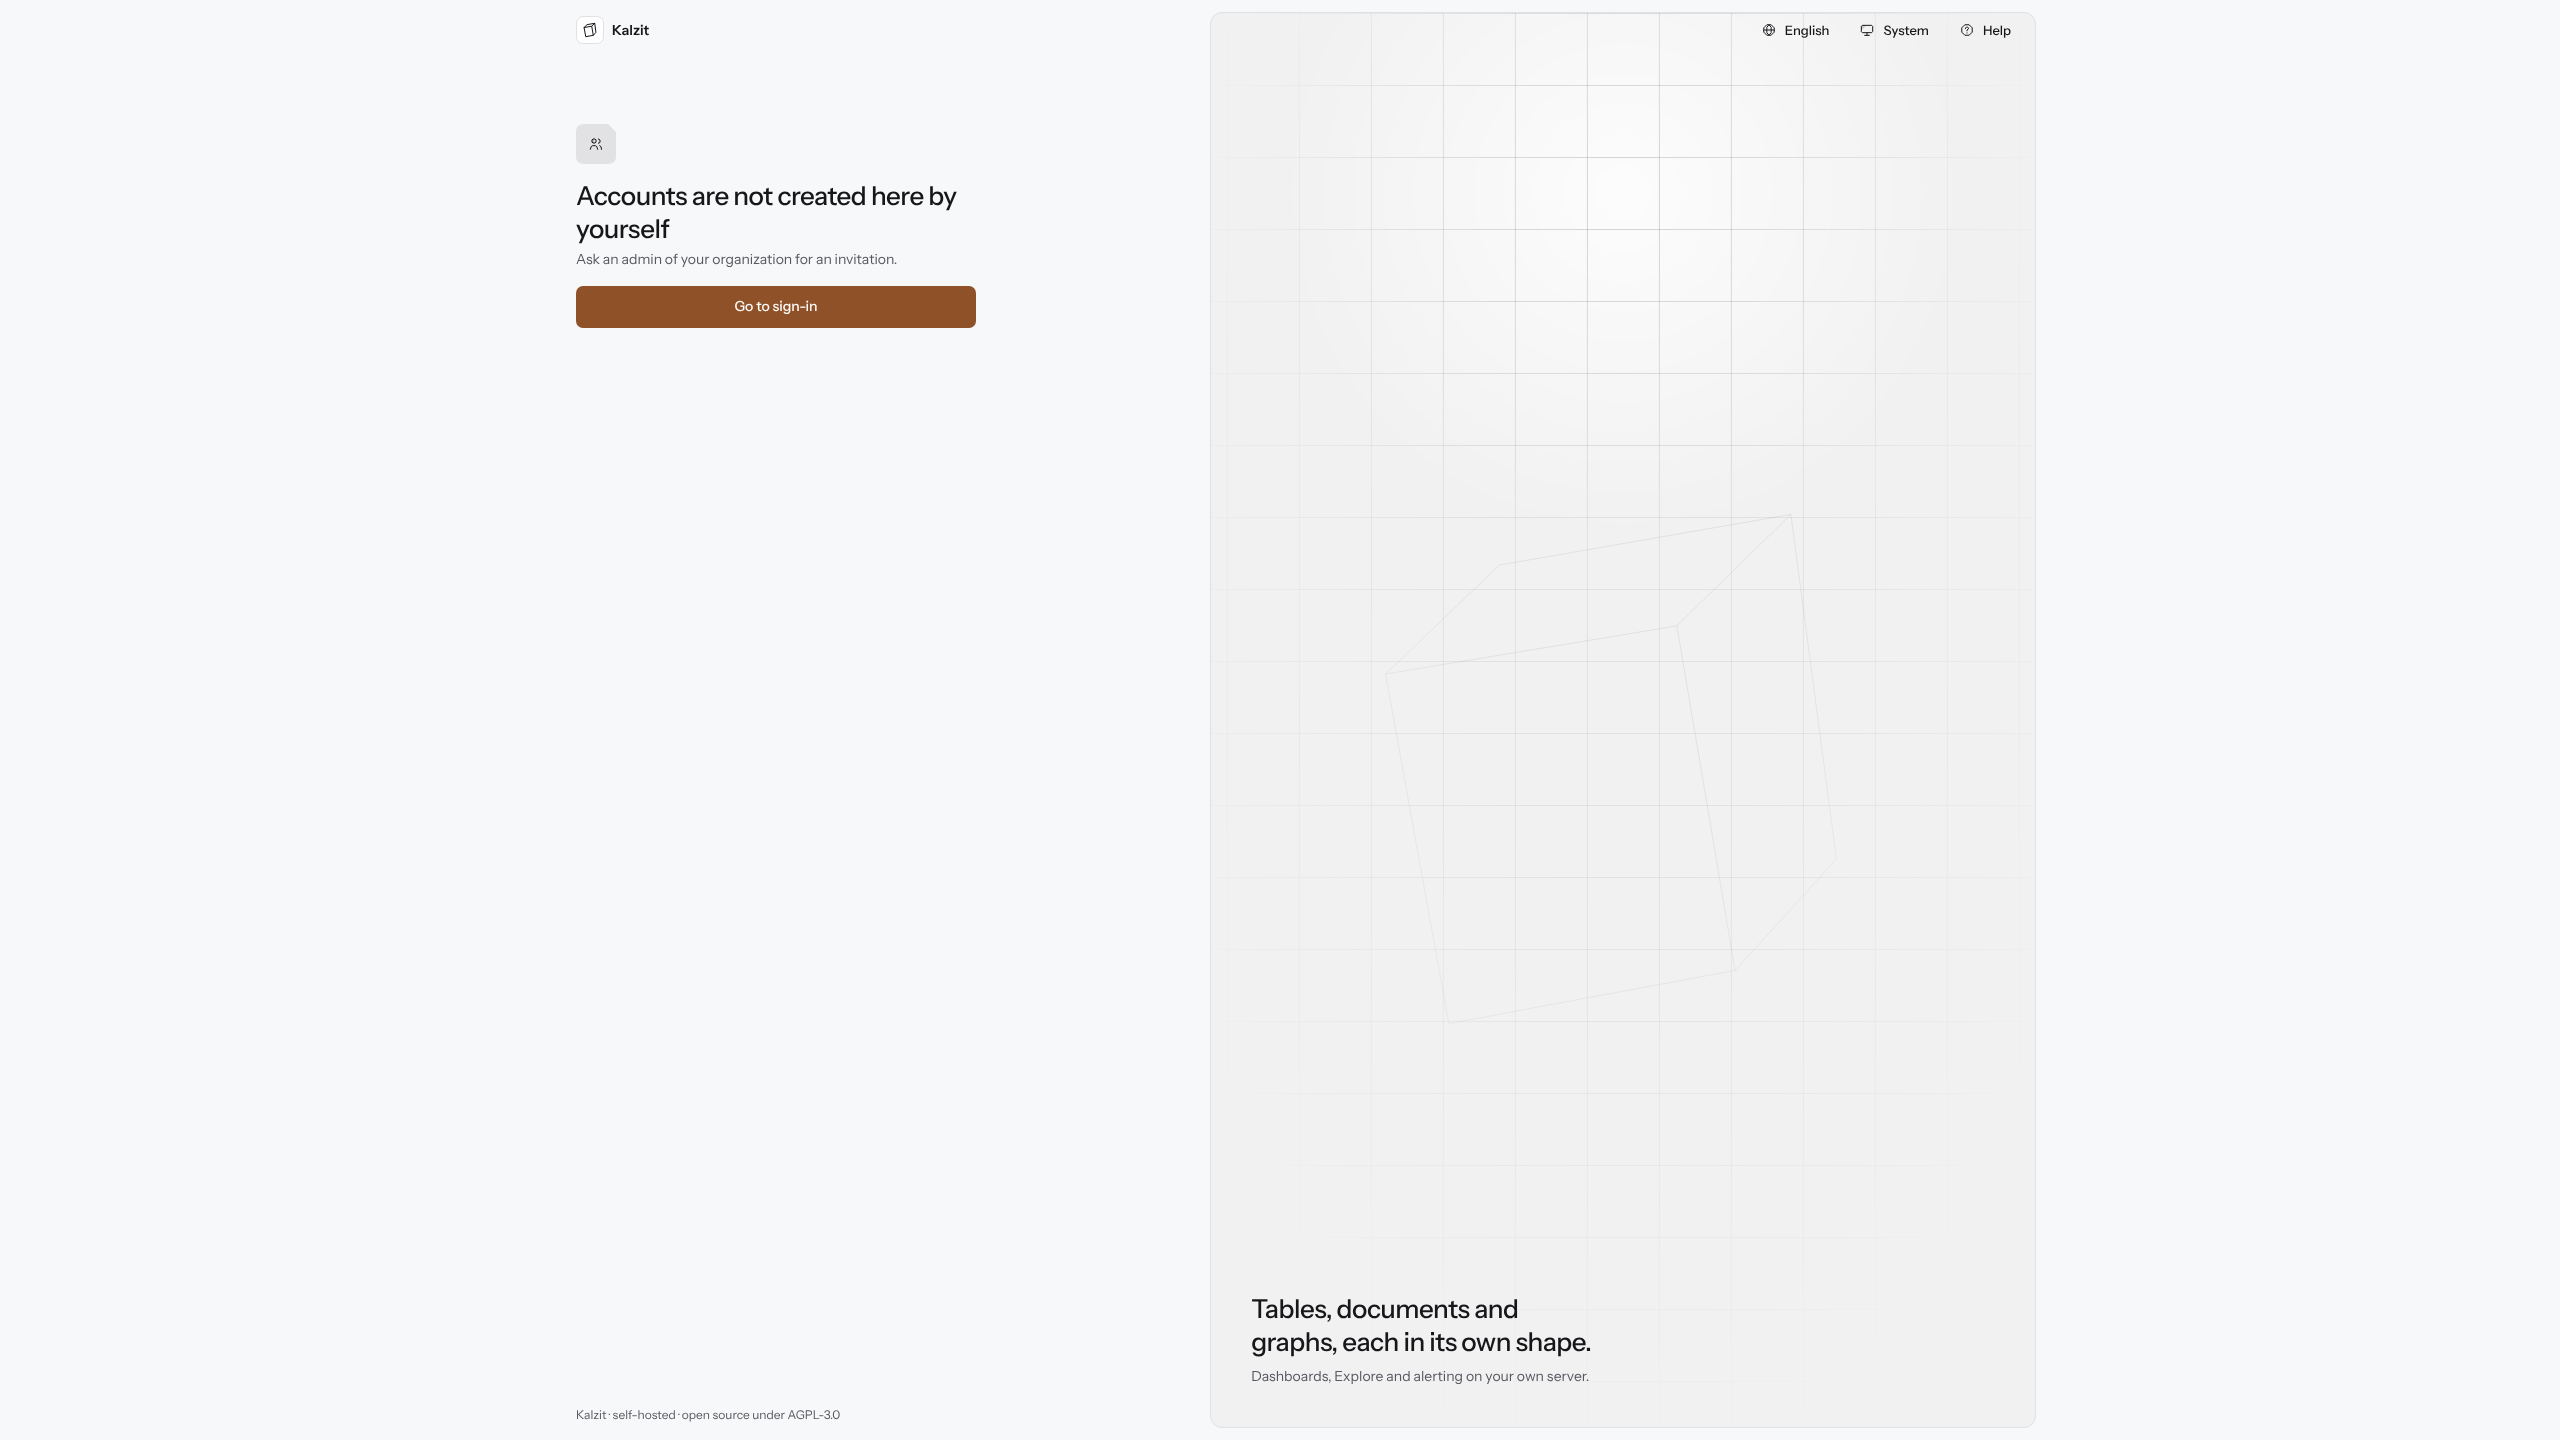 Kalzit
English
System
Help
Accounts are not created here by
yourself
Ask an admin of your organization for an invitation.
Go to sign-in
Tables, documents and
graphs, each in its own shape.
Dashboards, Explore and alerting on your own server.
Kalzit · self-hosted · open source under AGPL-3.0